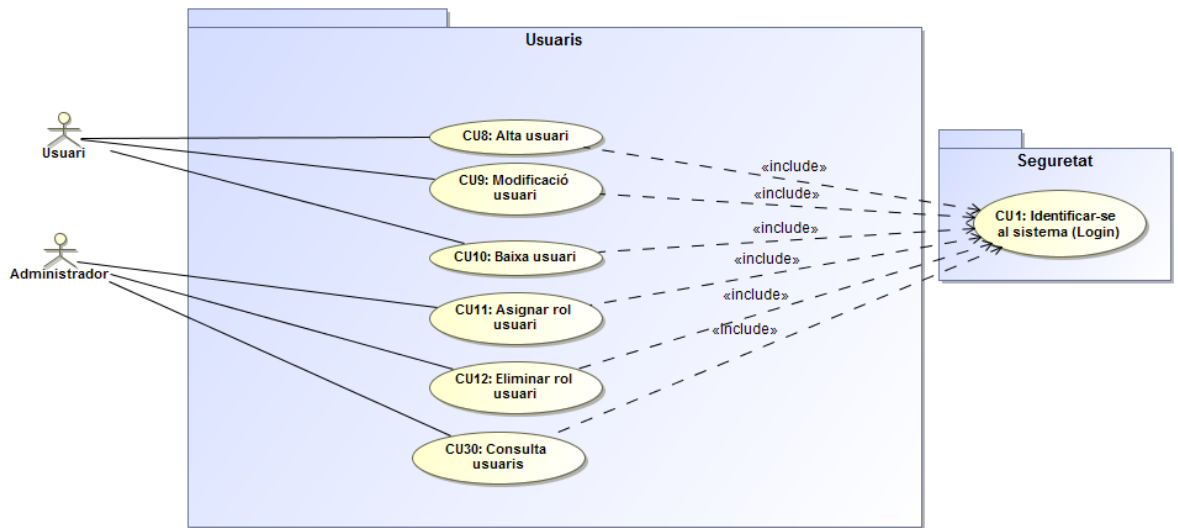 Usuaris
Usuari
CU8: Alta usuari
«include»
Seguretat
CU9: Modificació
usuari
«include»
CU1: Identificar-se
al sistema (Login)
Administrador
CU10: Baixa usuari
«include»
«include»
CU11: Asignar rol
usuari
«include»
«include»
CU12: Eliminar rol
usuari
CU30: Consulta
usuaris